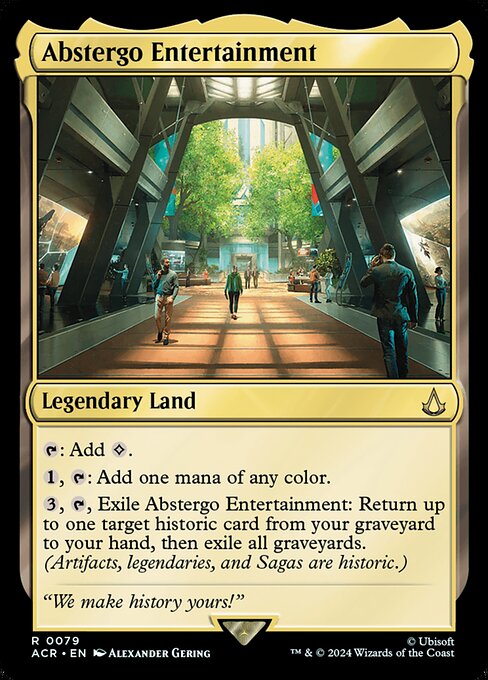 Abstergo Entertainment
Legendary Land
: Add .
1, : Add one mana of any color.
3, , Exile Abstergo Entertainment: Return up
to one target historic card from your graveyard
to your hand, then exile all graveyards.
(Artifacts, legendaries, and Sagas are historic.)
“We make history yours!”
R 0079
ACR • EN ALEXANDER GERING
© Ubisoft
™ & © 2024 Wizards of the Coast